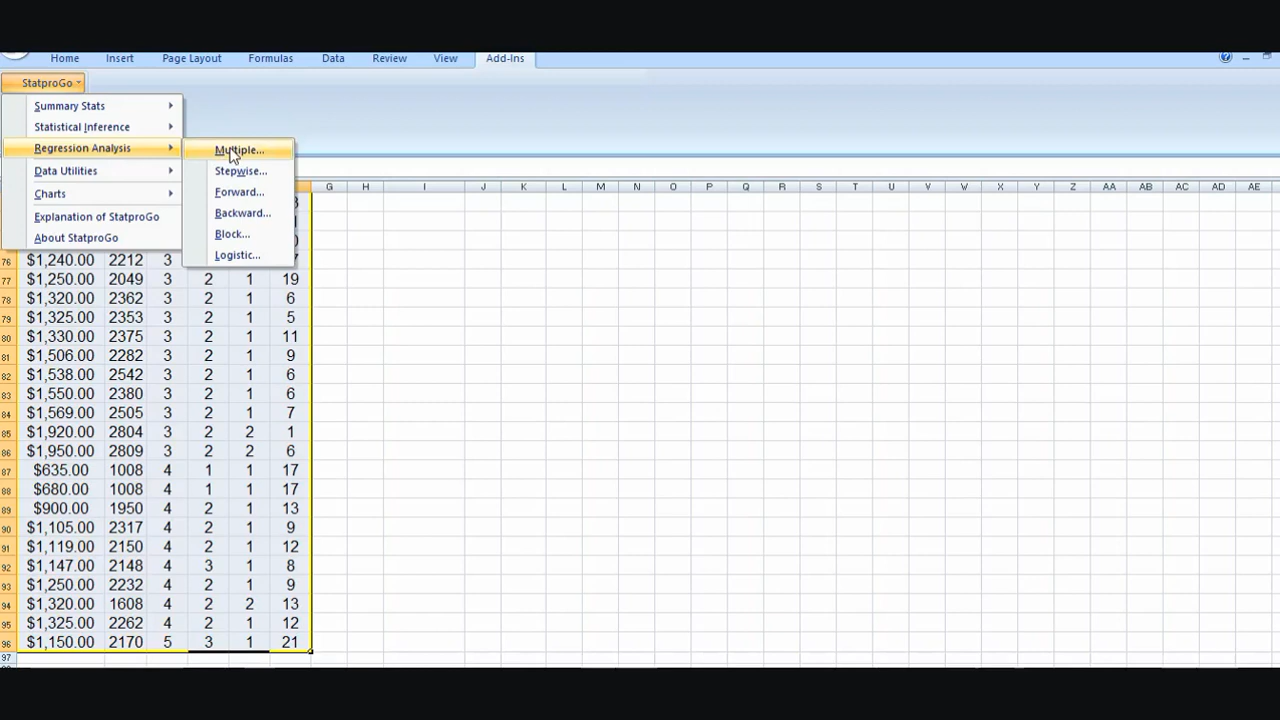 Home Insert Page Layout Formulas Data Review View Add-Ins
StatproGo
Summary Stats
Statistical Inference
Regression Analysis
Data Utilities
Charts
Explanation of StatproGo
About StatproGo
Multiple...
Stepwise...
Forward...
Backward...
Block...
Logistic...
G H I J K L M N O P Q R S T U V W X Y Z AA AB AC AD AE
76 $1,240.00 2212 3
77 $1,250.00 2049 3 2 1 19
78 $1,320.00 2362 3 2 1 6
79 $1,325.00 2353 3 2 1 5
80 $1,330.00 2375 3 2 1 11
81 $1,506.00 2282 3 2 1 9
82 $1,538.00 2542 3 2 1 6
83 $1,550.00 2380 3 2 1 6
84 $1,569.00 2505 3 2 1 7
85 $1,920.00 2804 3 2 2 1
86 $1,950.00 2809 3 2 2 6
87 $635.00 1008 4 1 1 17
88 $680.00 1008 4 1 1 17
89 $900.00 1950 4 2 1 13
90 $1,105.00 2317 4 2 1 9
91 $1,119.00 2150 4 2 1 12
92 $1,147.00 2148 4 3 1 8
93 $1,250.00 2232 4 2 1 9
94 $1,320.00 1608 4 2 2 13
95 $1,325.00 2262 4 2 1 12
96 $1,150.00 2170 5 3 1 21
97